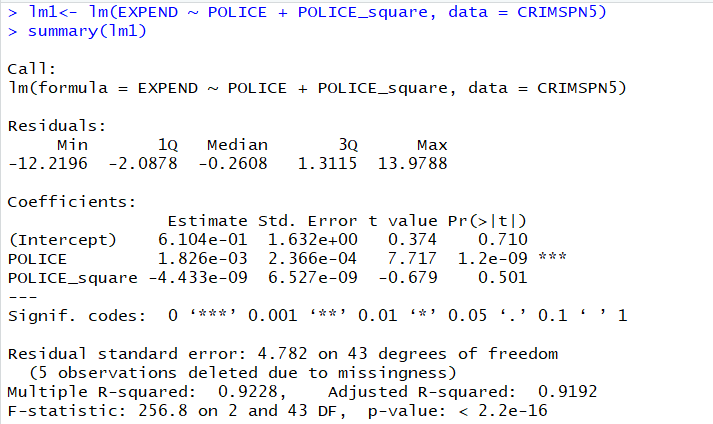 > lm1<- lm(EXPEND ~ POLICE + POLICE_square, data = CRIMSPN5)
> summary(lm1)
Call:
lm(formula = EXPEND ~ POLICE + POLICE_square, data = CRIMSPN5)
Residuals:
     Min       1Q   Median       3Q      Max
-12.2196  -2.0878  -0.2608   1.3115  13.9788
Coefficients:
                Estimate Std. Error t value Pr(>|t|)
(Intercept)    6.104e-01  1.632e+00   0.374    0.710
POLICE         1.826e-03  2.366e-04   7.717  1.2e-09 ***
POLICE_square -4.433e-09  6.527e-09  -0.679    0.501
---
Signif. codes:  0 ‘***’ 0.001 ‘**’ 0.01 ‘*’ 0.05 ‘.’ 0.1 ‘ ’ 1
Residual standard error: 4.782 on 43 degrees of freedom
  (5 observations deleted due to missingness)
Multiple R-squared:  0.9228,    Adjusted R-squared:  0.9192
F-statistic: 256.8 on 2 and 43 DF,  p-value: < 2.2e-16